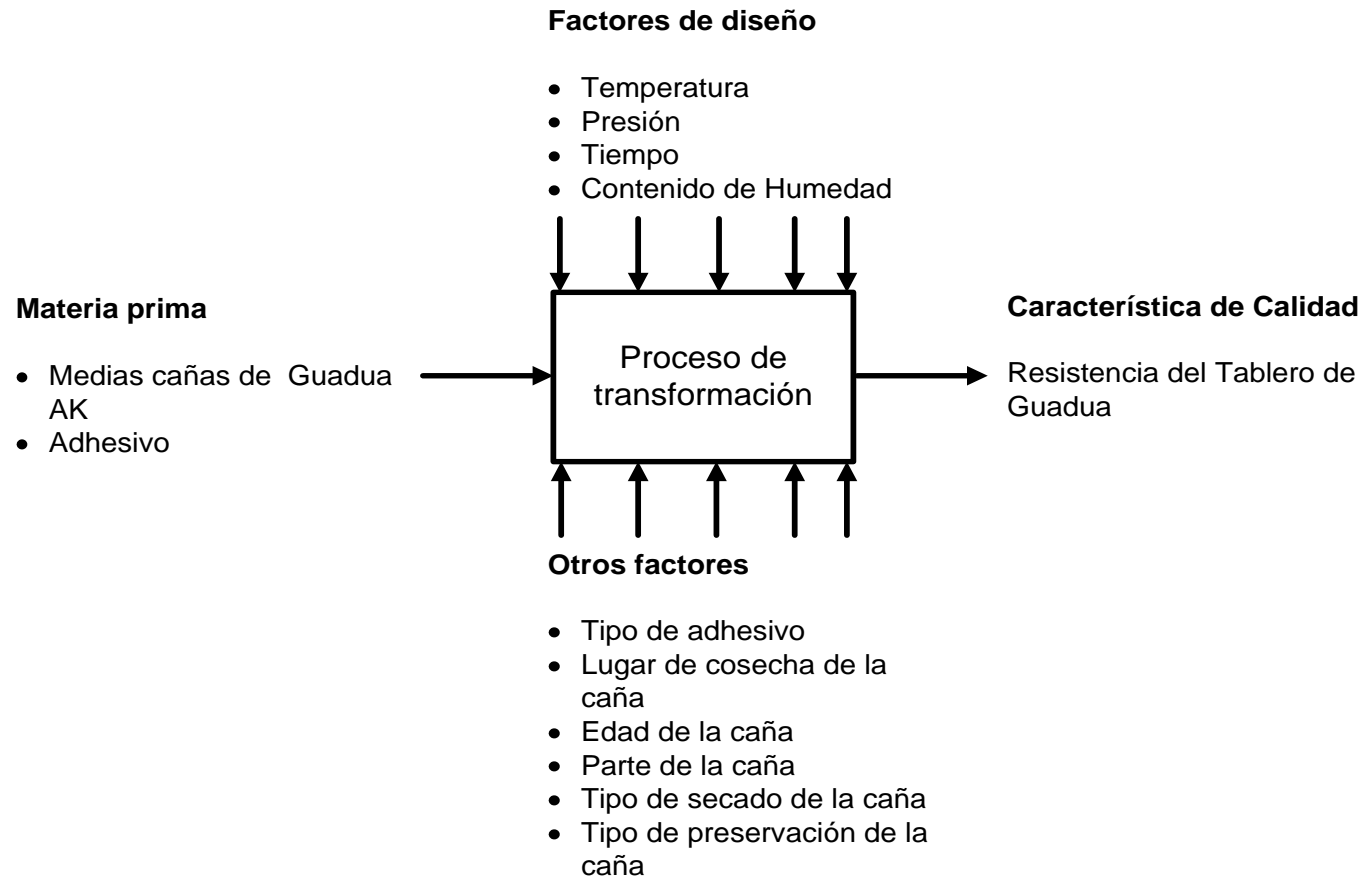 Factores de diseño
• Temperatura
• Presión
• Tiempo
• Contenido de Humedad
Materia prima
• Medias cañas de  Guadua
AK
• Adhesivo
Proceso de
transformación
Característica de Calidad
Resistencia del Tablero de
Guadua
Otros factores
• Tipo de adhesivo
• Lugar de cosecha de la
caña
• Edad de la caña
• Parte de la caña
• Tipo de secado de la caña
• Tipo de preservación de la
caña